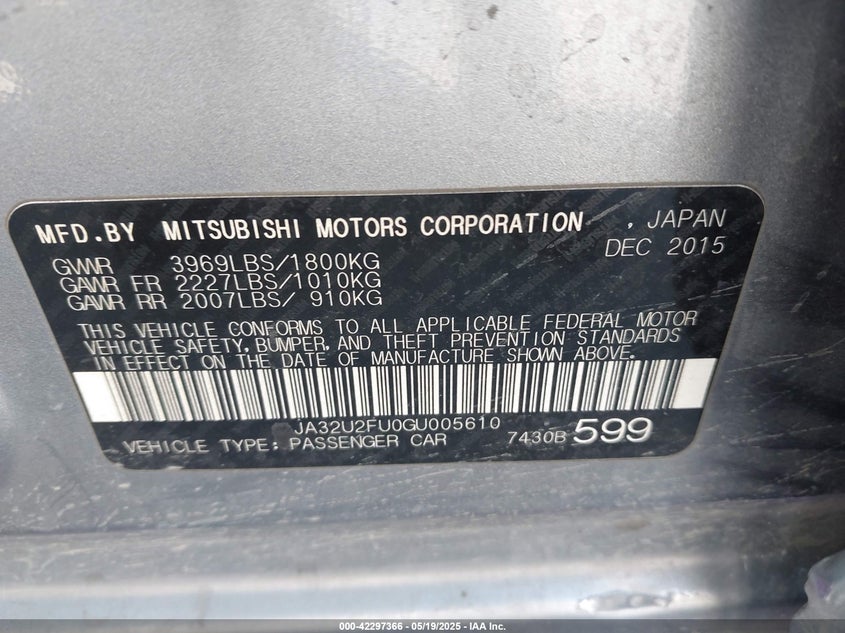 MFD.BY MITSUBISHI MOTORS CORPORATION , JAPAN
DEC 2015
GWWR 3969LBS/1800KG
GAWR FR 2227LBS/1010KG
GAWR RR 2007LBS/ 910KG
THIS VEHICLE CONFORMS TO ALL APPLICABLE FEDERAL MOTOR
VEHICLE SAFETY, BUMPER, AND THEFT PREVENTION STANDARDS
IN EFFECT ON THE DATE OF MANUFACTURE SHOWN ABOVE.
JA32U2FU0GU005610
VEHICLE TYPE: PASSENGER CAR 7430B 599
000-42297366 - 05/19/2025 - IAA Inc.